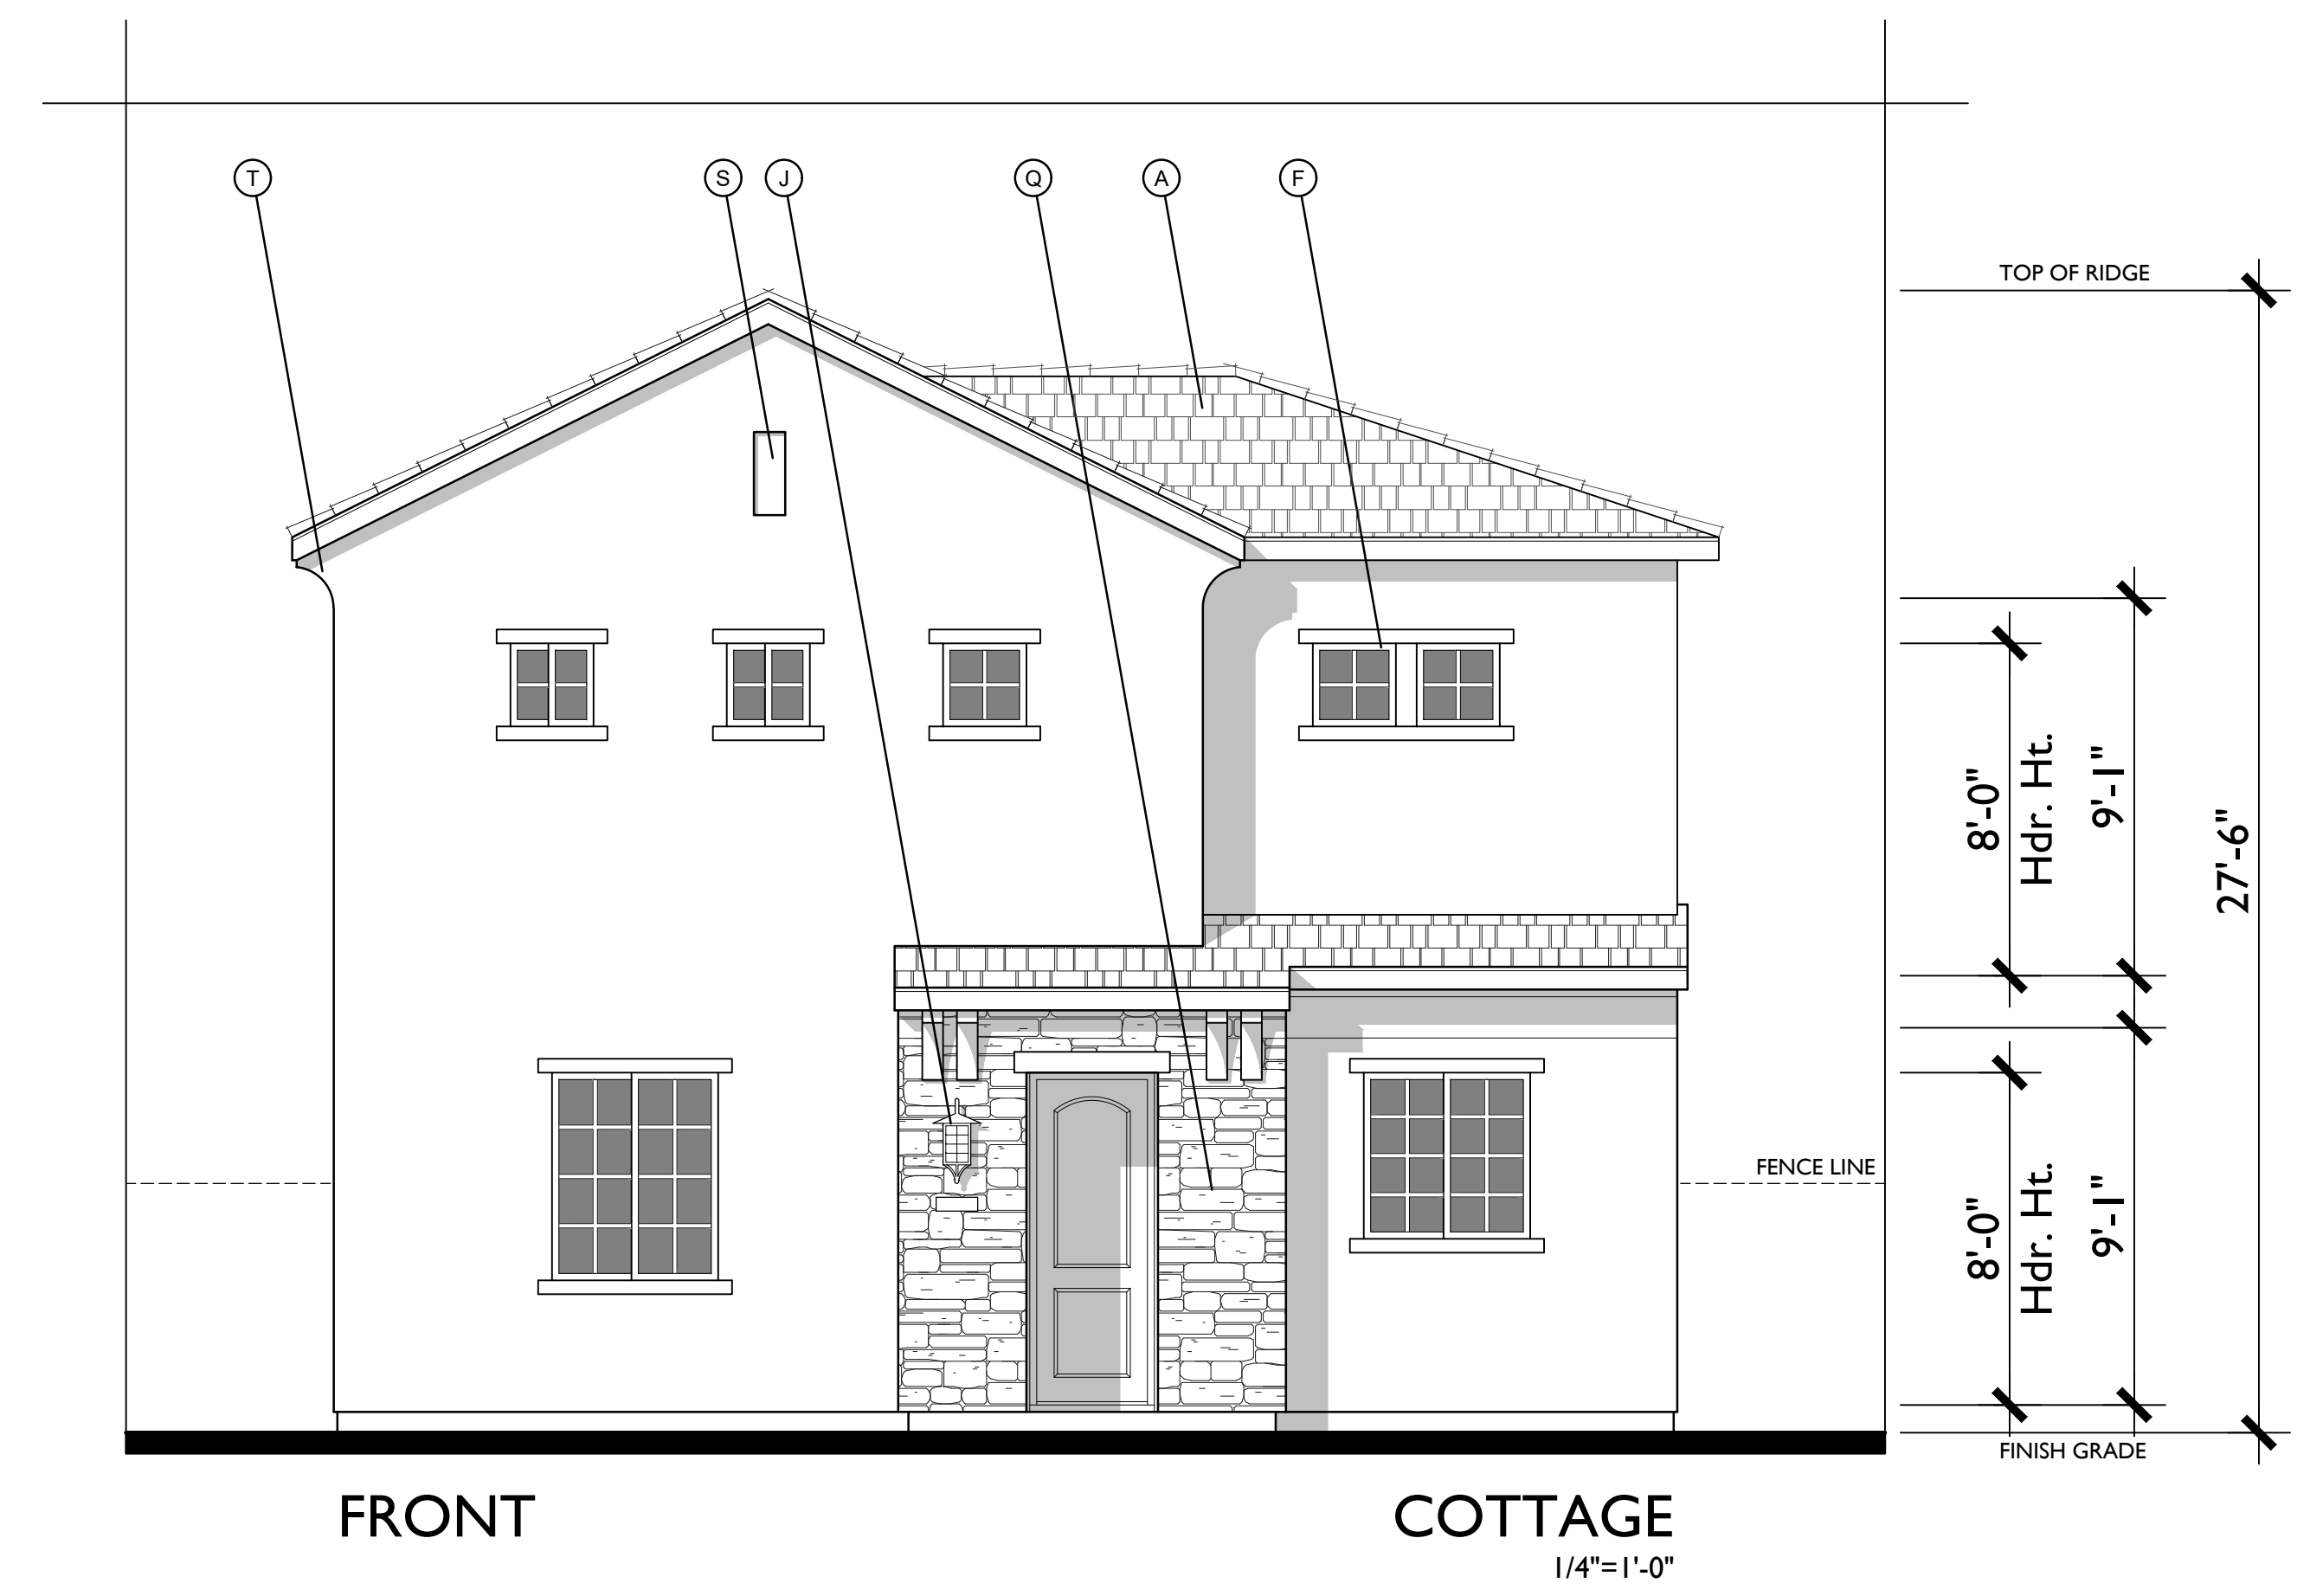 T
S
J
Q
A
F
TOP OF RIDGE
8'-0"
Hdr. Ht.
9'-1"
27'-6"
FENCE LINE
8'-0"
Hdr. Ht.
9'-1"
FINISH GRADE
FRONT
COTTAGE
1/4"=1'-0"